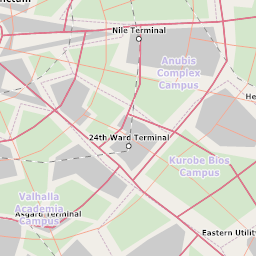 Nile Terminal
Anubis
Complex
Campus
24th Ward Terminal
Kurobe Bios
Campus
Valhalla
Academia
Campus
Asgard Terminal
Eastern Utility